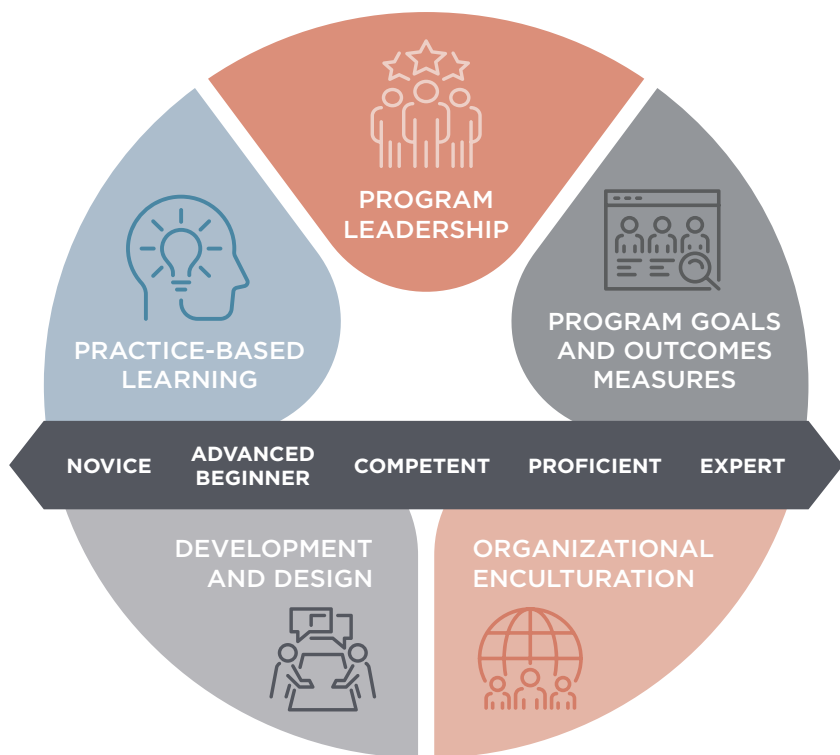 PROGRAM
LEADERSHIP
PRACTICE-BASED
LEARNING
PROGRAM GOALS
AND OUTCOMES
MEASURES
NOVICE
ADVANCED
BEGINNER
COMPETENT
PROFICIENT
EXPERT
DEVELOPMENT
AND DESIGN
ORGANIZATIONAL
ENCULTURATION